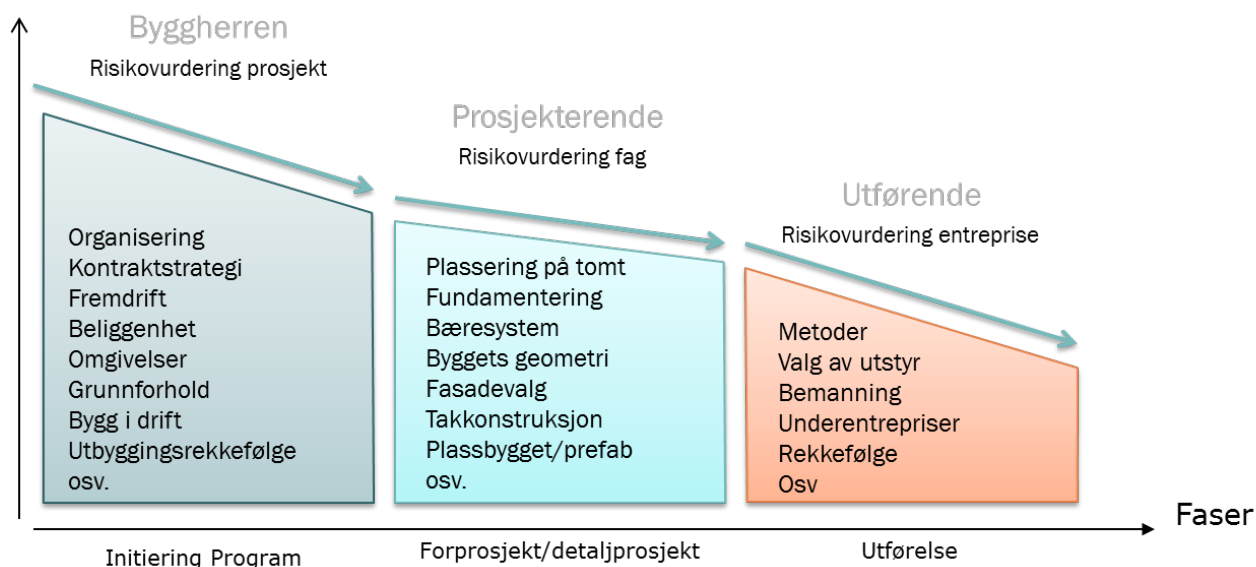 Byggherren
Risikovurdering prosjekt
Organisering
Kontraktstrategi
Fremdrift
Beliggenhet
Omgivelser
Grunnforhold
Bygg i drift
Utbyggingsrekkefølge
osv.
Initiering Program
Prosjekterende
Risikovurdering fag
Plassering på tomt
Fundamentering
Bæresystem
Byggets geometri
Fasadevalg
Takkonstruksjon
Plassbygget/prefab
osv.
Forprosjekt/detaljprosjekt
Utførende
Risikovurdering entreprise
Metoder
Valg av utstyr
Bemanning
Underentrepriser
Rekkefølge
Osv
Utførelse
Faser